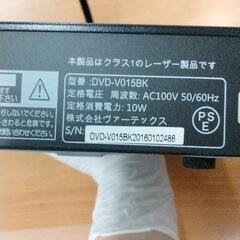 本製品はクラス1のレーザー製品です
型番 : DVD-V015BK
定格電圧 周波数: AC100V 50/60Hz
定格消費電力: 10W
株式会社ヴァーテックス
S/N: DVD-V015BK20160102486
PS
E